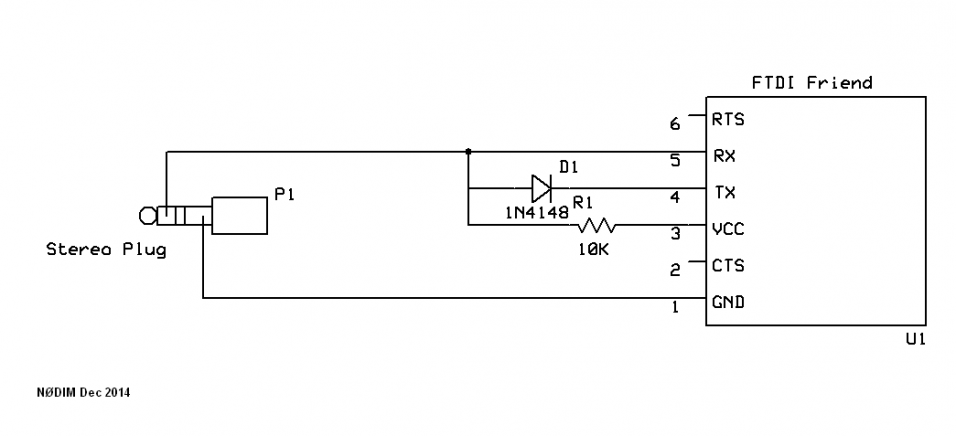 FTDI Friend
6 RTS
5 RX
D1
4 TX
P1
1N4148
R1
3 VCC
Stereo Plug
10K
2 CTS
1 GND
U1
NØDIM Dec 2014